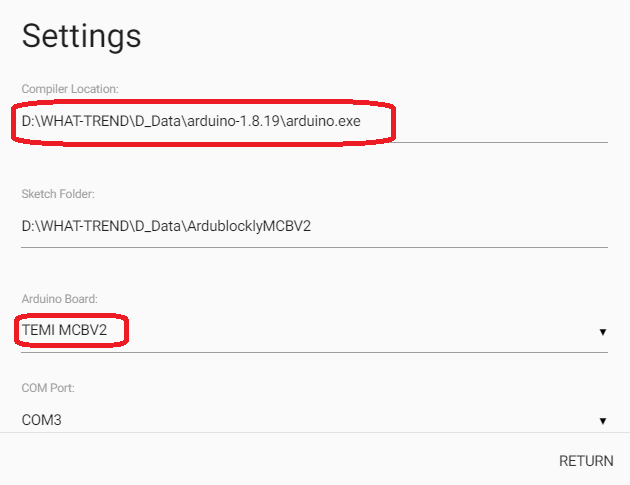 Settings
Compiler Location:
D:\WHAT-TREND\D_Data\arduino-1.8.19\arduino.exe
Sketch Folder:
D:\WHAT-TREND\D_Data\ArdublocklyMCBV2
Arduino Board:
TEMI MCBV2
COM Port:
COM3
RETURN